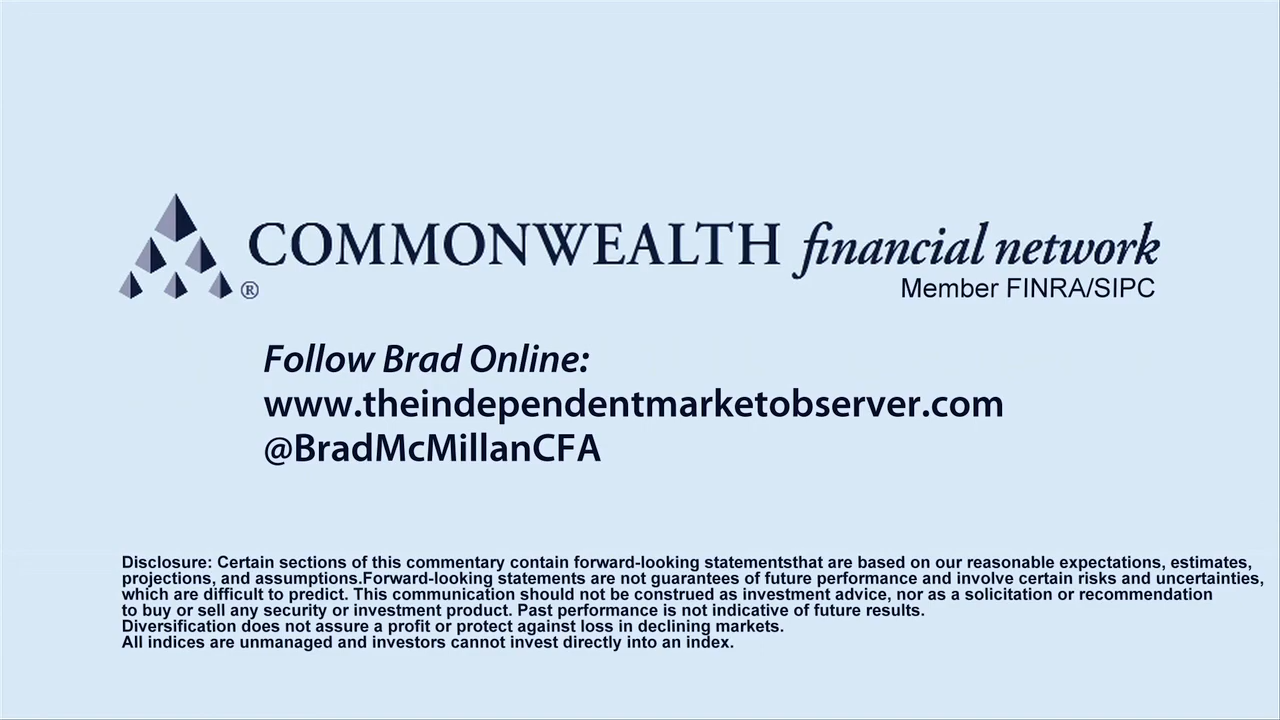 COMMONWEALTH financial network
®
Member FINRA/SIPC
Follow Brad Online:
www.theindependentmarketobserver.com
@BradMcMillanCFA
Disclosure: Certain sections of this commentary contain forward-looking statementsthat are based on our reasonable expectations, estimates,
projections, and assumptions.Forward-looking statements are not guarantees of future performance and involve certain risks and uncertainties,
which are difficult to predict. This communication should not be construed as investment advice, nor as a solicitation or recommendation
to buy or sell any security or investment product. Past performance is not indicative of future results.
Diversification does not assure a profit or protect against loss in declining markets.
All indices are unmanaged and investors cannot invest directly into an index.